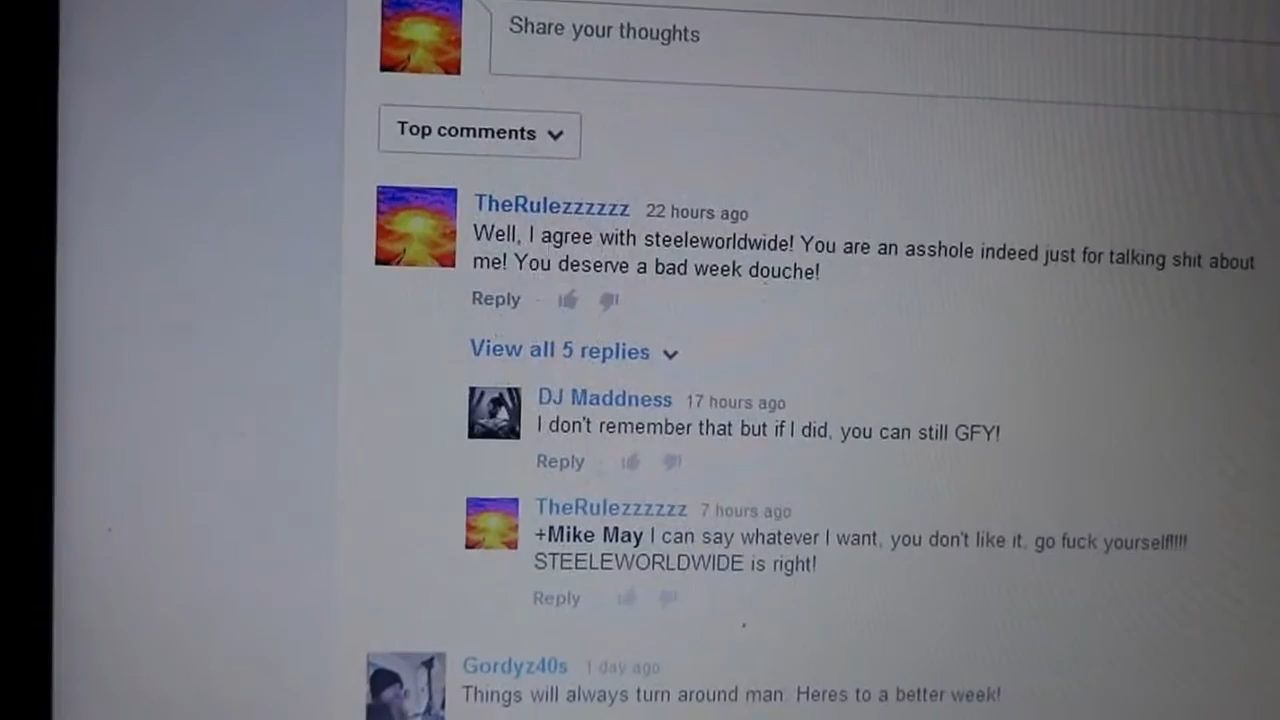 Share your thoughts
Top comments
TheRulezzzzzz 22 hours ago
Well, I agree with steeleworldwide! You are an asshole indeed just for talking shit about
me! You deserve a bad week douche!
Reply
View all 5 replies
DJ Maddness 17 hours ago
I don't remember that but if I did, you can still GFY!
Reply
TheRulezzzzzz 7 hours ago
+Mike May I can say whatever I want, you don't like it, go fuck yourself!!!!!
STEELEWORLDWIDE is right!
Reply
Gordyz40s 1 day ago
Things will always turn around man. Heres to a better week!